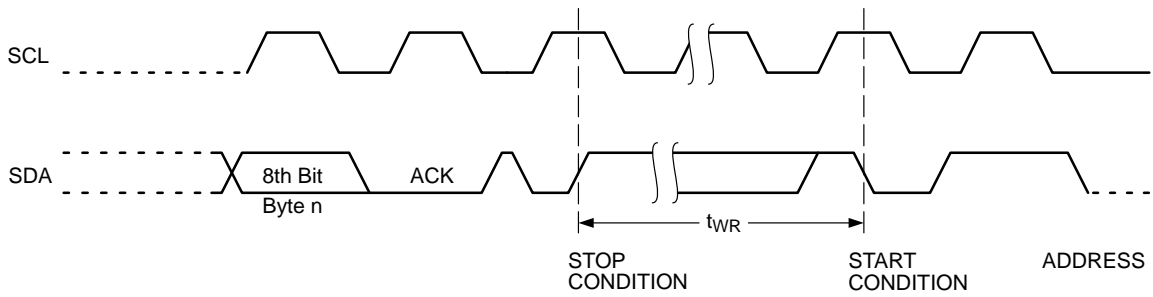 SCL
SDA
8th Bit
Byte n
ACK
tWR
STOP
CONDITION
START
CONDITION
ADDRESS